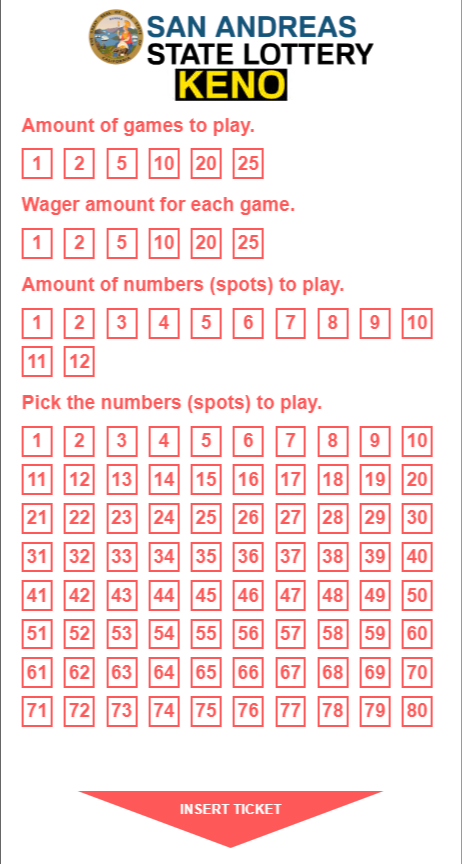 SAN ANDREAS
STATE LOTTERY
KENO
Amount of games to play.
1 2 5 10 20 25
Wager amount for each game.
1 2 5 10 20 25
Amount of numbers (spots) to play.
1 2 3 4 5 6 7 8 9 10
11 12
Pick the numbers (spots) to play.
1 2 3 4 5 6 7 8 9 10
11 12 13 14 15 16 17 18 19 20
21 22 23 24 25 26 27 28 29 30
31 32 33 34 35 36 37 38 39 40
41 42 43 44 45 46 47 48 49 50
51 52 53 54 55 56 57 58 59 60
61 62 63 64 65 66 67 68 69 70
71 72 73 74 75 76 77 78 79 80
INSERT TICKET